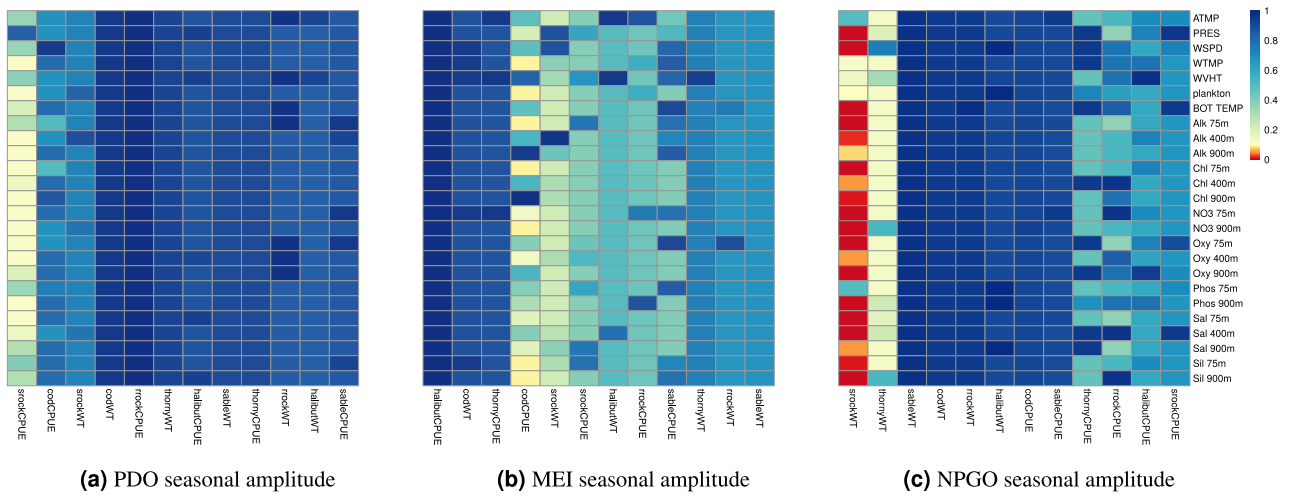 ATMP
PRES
WSPD
WTMP
WVHT
plankton
BOT TEMP
Alk 75m
Alk 400m
Alk 900m
Chl 75m
Chl 400m
Chl 900m
NO3 75m
NO3 900m
Oxy 75m
Oxy 400m
Oxy 900m
Phos 75m
Phos 900m
Sal 75m
Sal 400m
Sal 900m
Sil 75m
Sil 900m
1
0.8
0.6
0.4
0.2
0
srockCPUE
codCPUE
srockWT
codWT
rrockCPUE
thornyWT
halibutCPUE
sableWT
thornyCPUE
rrockWT
halibutWT
sableCPUE
halibutCPUE
codWT
thornyCPUE
codCPUE
srockWT
srockCPUE
halibutWT
rrockCPUE
sableCPUE
thornyWT
rrockWT
sableWT
srockWT
thornyWT
sableWT
codWT
rrockWT
halibutWT
codCPUE
sableCPUE
thornyCPUE
rrockCPUE
halibutCPUE
srockCPUE
(a) PDO seasonal amplitude
(b) MEI seasonal amplitude
(c) NPGO seasonal amplitude